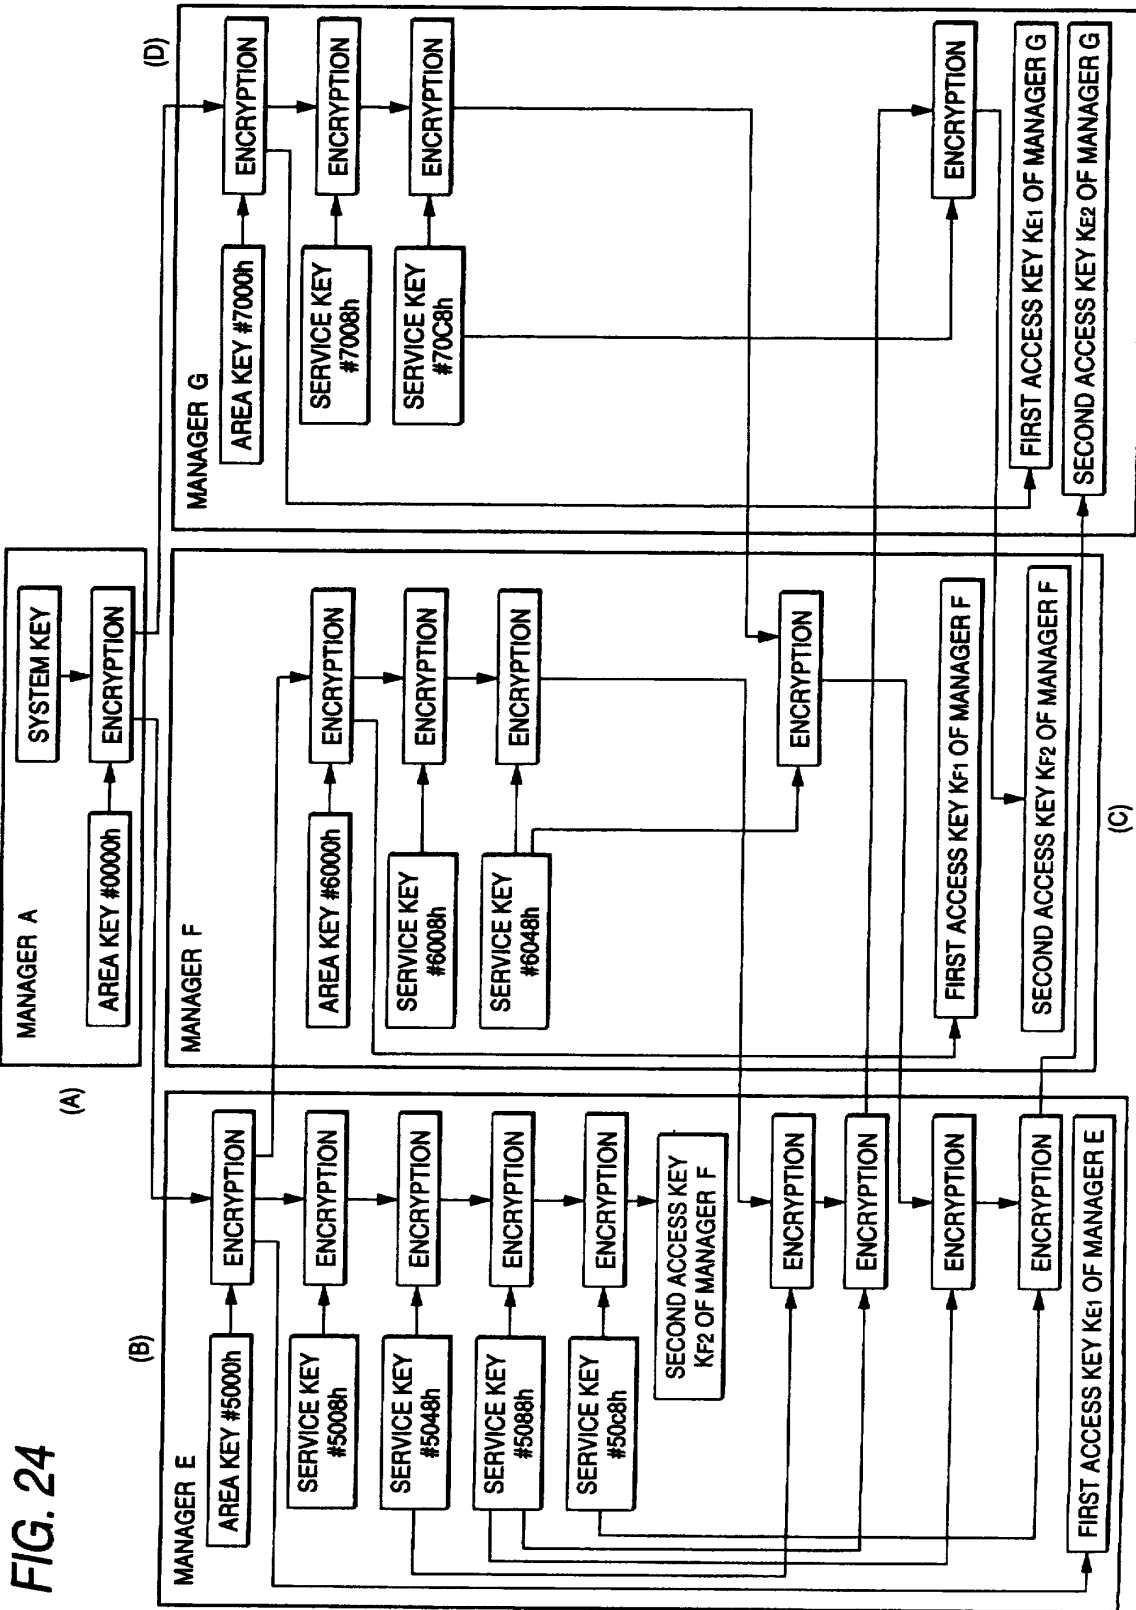 FIG. 24
(A)
MANAGER A
SYSTEM KEY
AREA KEY #0000h
ENCRYPTION
(B)
MANAGER E
AREA KEY #5000h
ENCRYPTION
SERVICE KEY
#5008h
ENCRYPTION
SERVICE KEY
#5048h
ENCRYPTION
SERVICE KEY
#5088h
ENCRYPTION
SERVICE KEY
#50c8h
ENCRYPTION
SECOND ACCESS KEY
KF2 OF MANAGER F
ENCRYPTION
ENCRYPTION
ENCRYPTION
ENCRYPTION
FIRST ACCESS KEY KE1 OF MANAGER E
MANAGER F
AREA KEY #6000h
ENCRYPTION
SERVICE KEY
#6008h
ENCRYPTION
SERVICE KEY
#6048h
ENCRYPTION
ENCRYPTION
FIRST ACCESS KEY KF1 OF MANAGER F
SECOND ACCESS KEY KF2 OF MANAGER F
(C)
(D)
MANAGER G
AREA KEY #7000h
ENCRYPTION
SERVICE KEY
#7008h
ENCRYPTION
SERVICE KEY
#70C8h
ENCRYPTION
ENCRYPTION
FIRST ACCESS KEY KE1 OF MANAGER G
SECOND ACCESS KEY KE2 OF MANAGER G